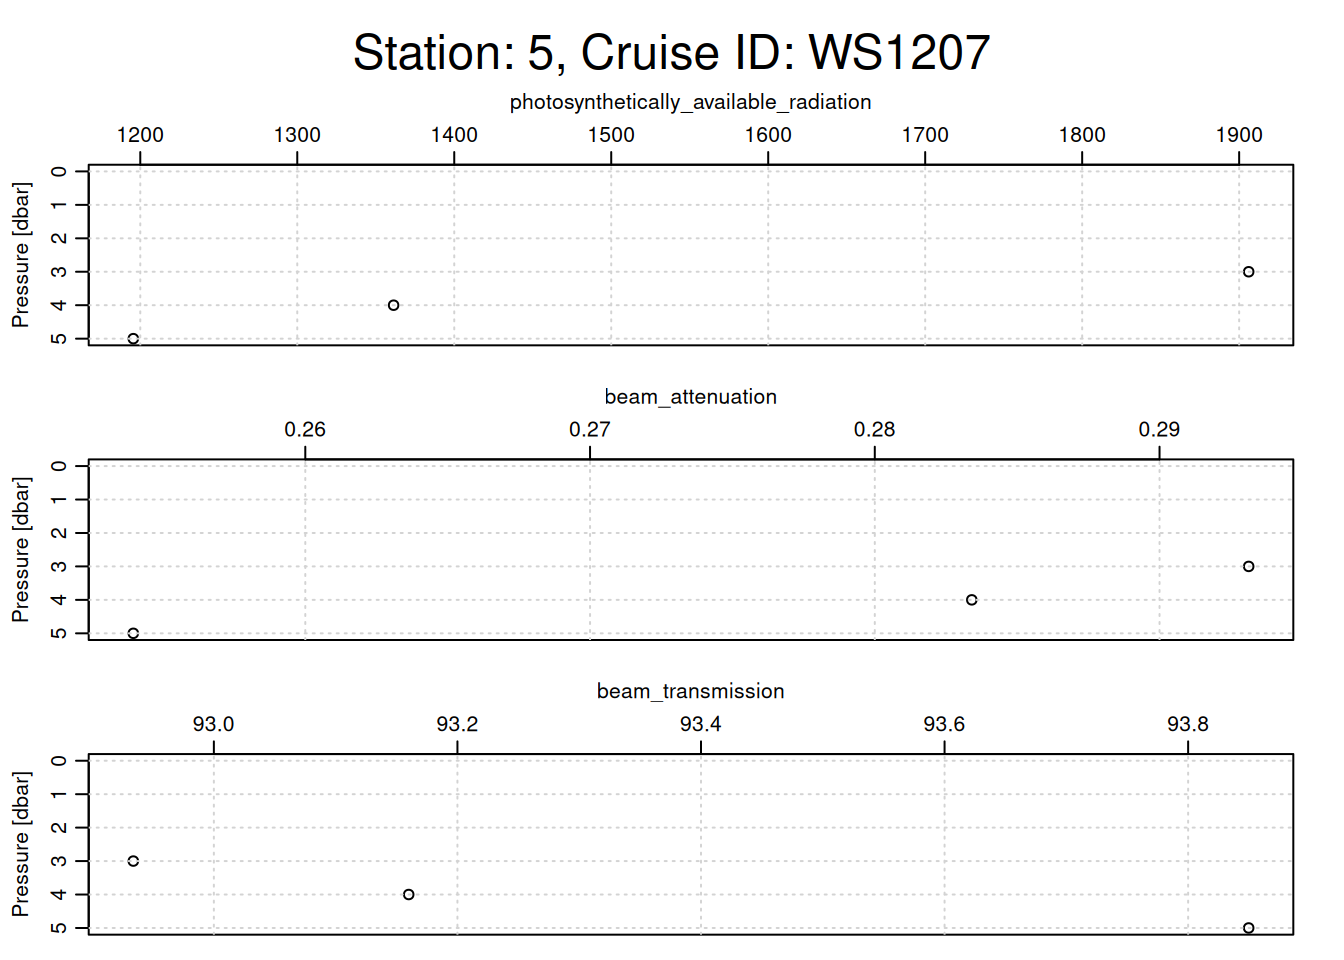 Station: 5, Cruise ID: WS1207
photosynthetically_available_radiation
1200 1300 1400 1500 1600 1700 1800 1900
Pressure [dbar]
0
1
2
3
4
5
beam_attenuation
0.26 0.27 0.28 0.29
Pressure [dbar]
0
1
2
3
4
5
beam_transmission
93.0 93.2 93.4 93.6 93.8
Pressure [dbar]
0
1
2
3
4
5